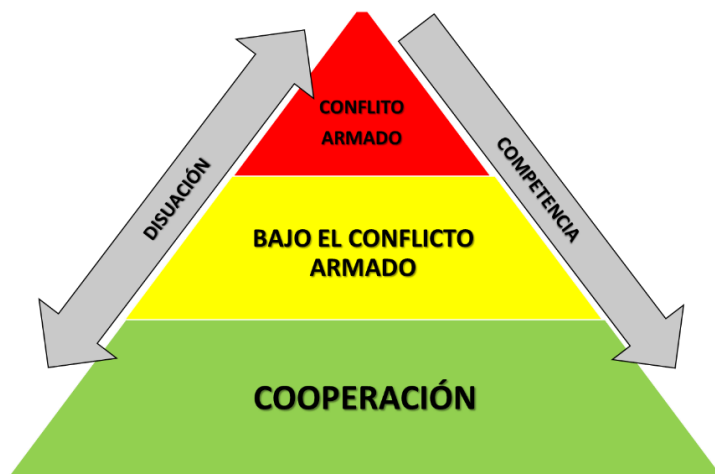 CONFLITO
ARMADO
DISUACIÓN
COMPETENCIA
BAJO EL CONFLICTO
ARMADO
COOPERACIÓN